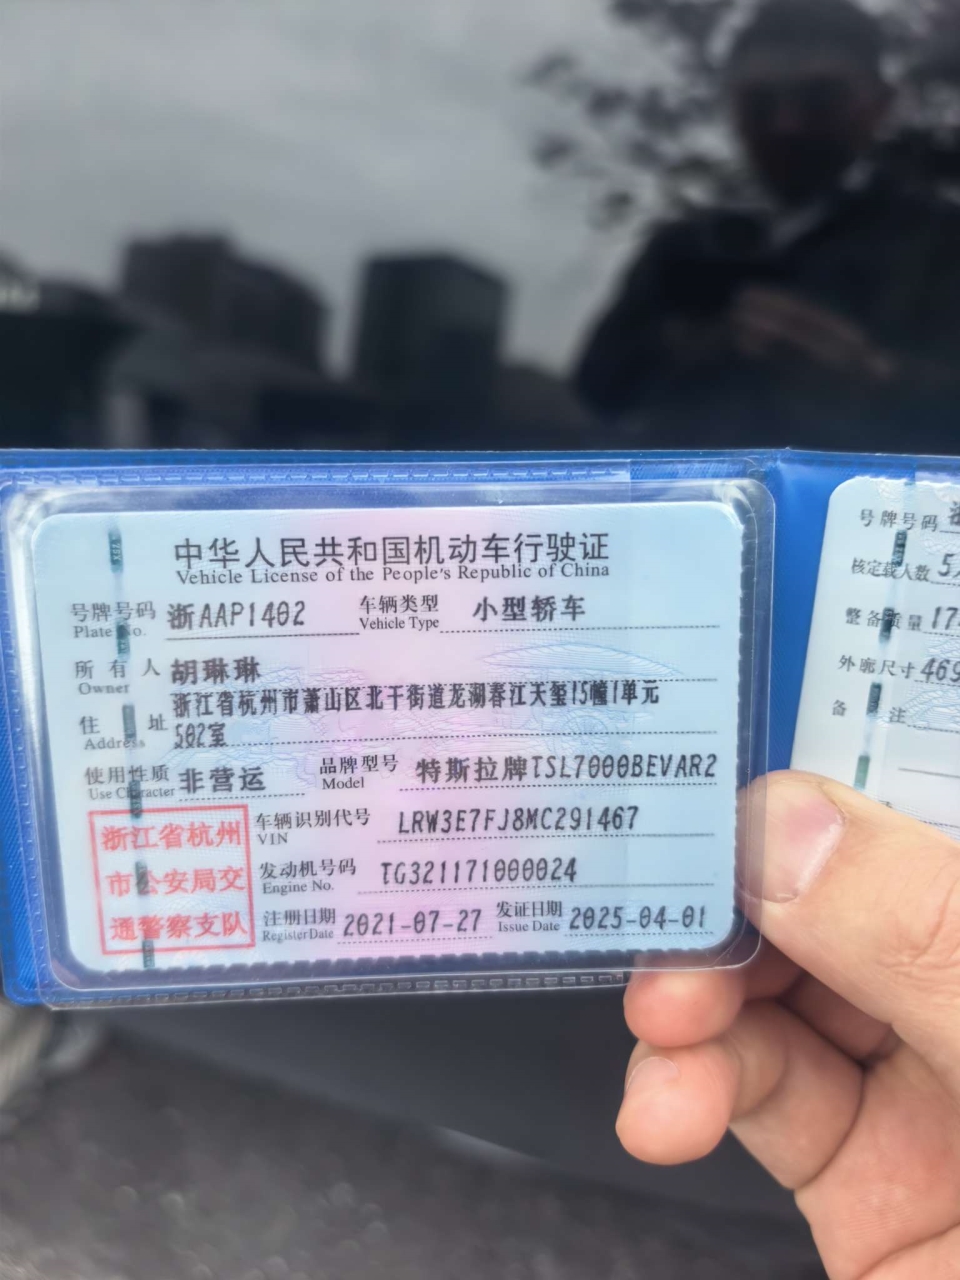 中华人民共和国机动车行驶证
Vehicle License of the People's Republic of China
号牌号码 浙AAP1402 车辆类型 小型轿车
Plate No. Vehicle Type
所有人 胡琳琳
Owner
住址 浙江省杭州市萧山区北干街道龙湖春江天玺15幢1单元
Address 502室
使用性质 非营运 品牌型号 特斯拉牌TSL7000BEVAR2
Use Character Model
浙江省杭州
市公安局交
通警察支队
车辆识别代号 LRW3E7FJ8MC291467
VIN
发动机号码 TG321171000024
Engine No.
注册日期 2021-07-27 发证日期 2025-04-01
Register Date Issue Date
号牌号码
核定载人数 5
整备质量 17
外廓尺寸 469
备注